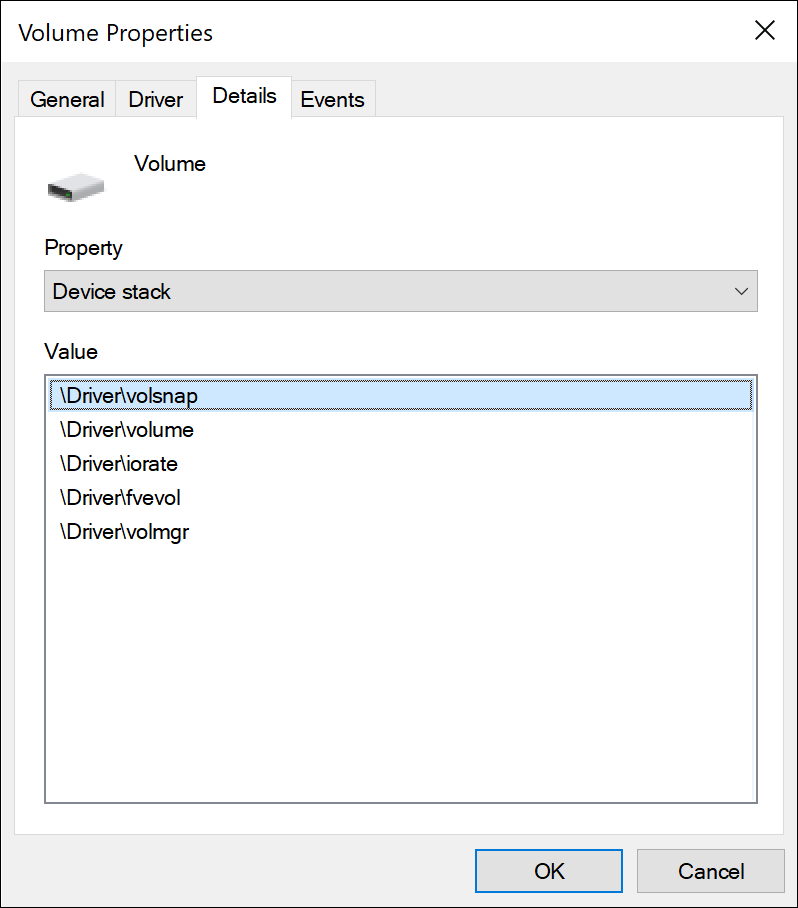 Volume Properties
General Driver Details Events
Volume
Property
Device stack
Value
\Driver\volsnap
\Driver\volume
\Driver\iorate
\Driver\fvevol
\Driver\volmgr
OK Cancel